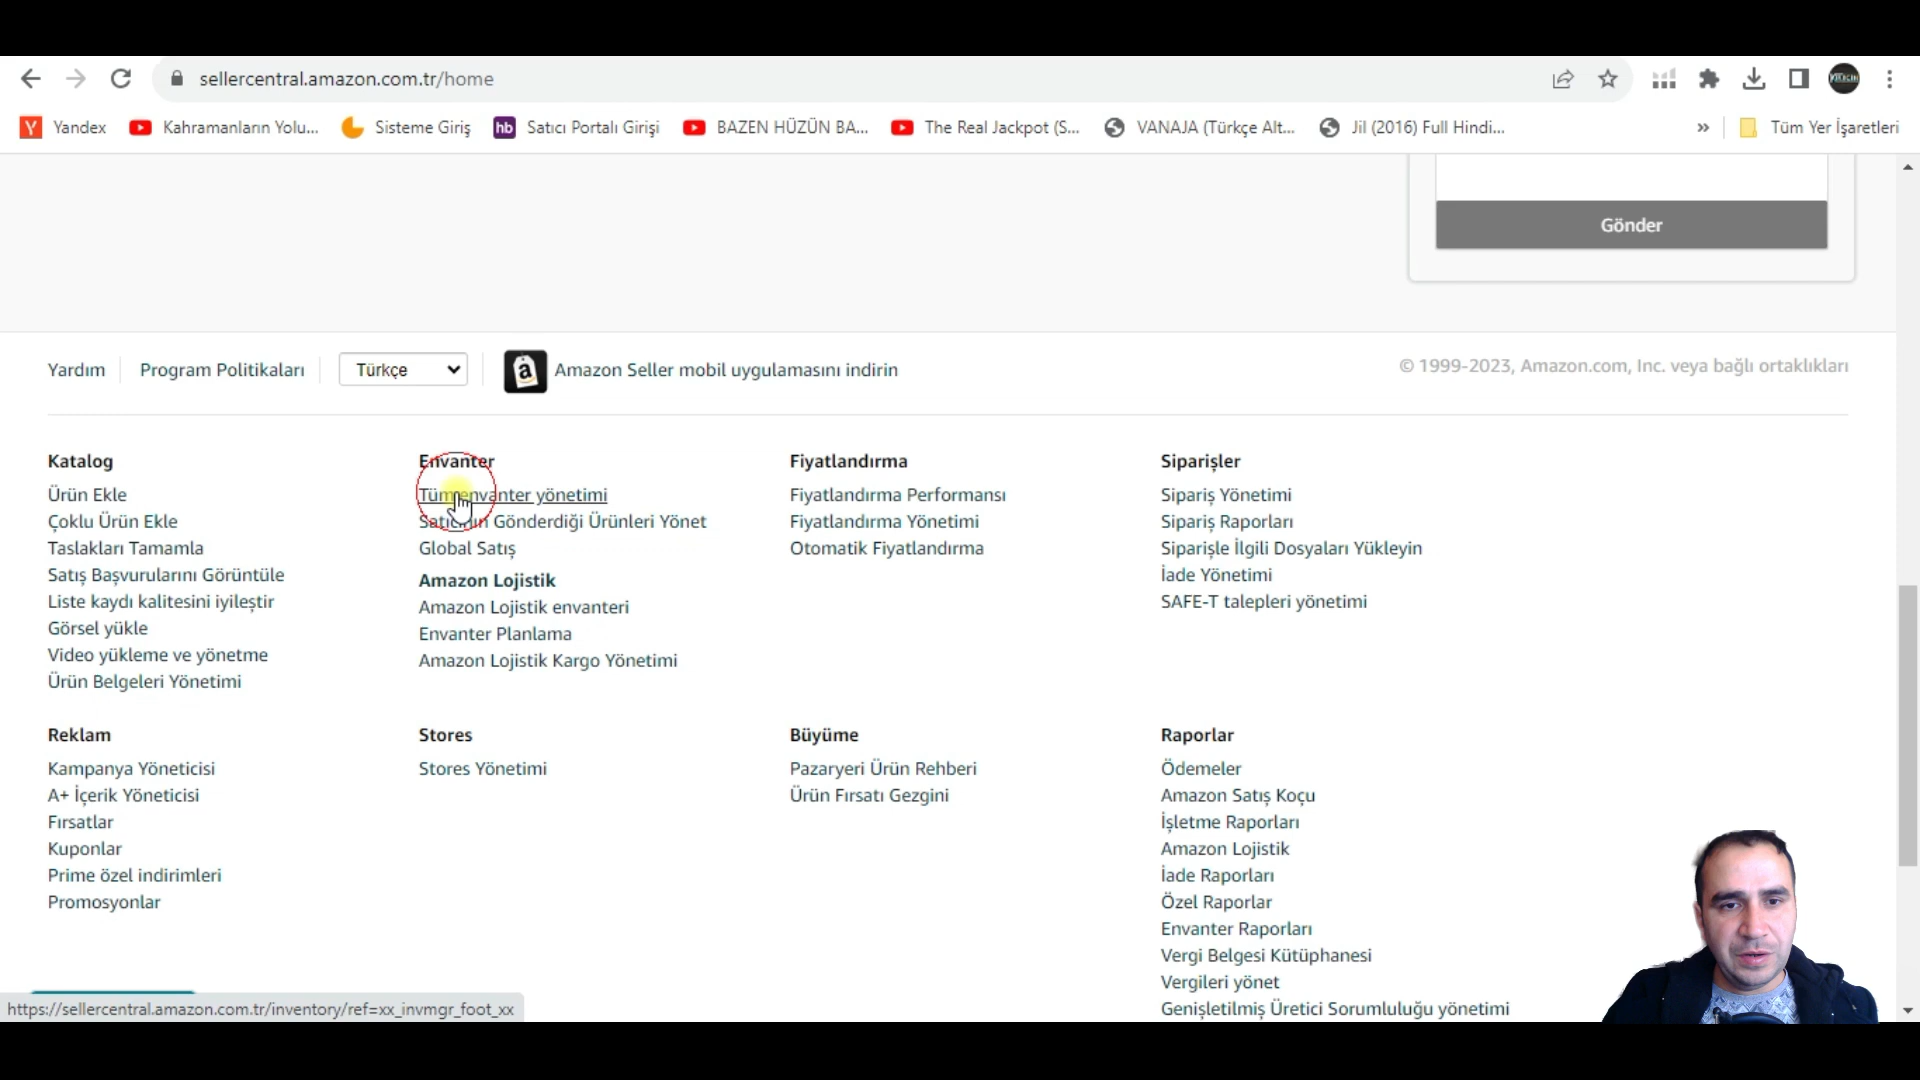 sellercentral.amazon.com.tr/home
Yandex
Kahramanların Yolu...
Sisteme Giriş
hb
Satıcı Portalı Girişi
BAZEN HÜZÜN BA...
The Real Jackpot (S...
VANAJA (Türkçe Alt...
Jil (2016) Full Hindi...
»
Tüm Yer İşaretleri
Gönder
Yardım
Program Politikaları
Türkçe
Amazon Seller mobil uygulamasını indirin
© 1999-2023, Amazon.com, Inc. veya bağlı ortaklıkları
Katalog
Ürün Ekle
Çoklu Ürün Ekle
Taslakları Tamamla
Satış Başvurularını Görüntüle
Liste kaydı kalitesini iyileştir
Görsel yükle
Video yükleme ve yönetme
Ürün Belgeleri Yönetimi
Envanter
Tüm envanter yönetimi
Satıcının Gönderdiği Ürünleri Yönet
Global Satış
Amazon Lojistik
Amazon Lojistik envanteri
Envanter Planlama
Amazon Lojistik Kargo Yönetimi
Fiyatlandırma
Fiyatlandırma Performansı
Fiyatlandırma Yönetimi
Otomatik Fiyatlandırma
Siparişler
Sipariş Yönetimi
Sipariş Raporları
Siparişle İlgili Dosyaları Yükleyin
İade Yönetimi
SAFE-T talepleri yönetimi
Reklam
Kampanya Yöneticisi
A+ İçerik Yöneticisi
Fırsatlar
Kuponlar
Prime özel indirimleri
Promosyonlar
Stores
Stores Yönetimi
Büyüme
Pazaryeri Ürün Rehberi
Ürün Fırsatı Gezgini
Raporlar
Ödemeler
Amazon Satış Koçu
İşletme Raporları
Amazon Lojistik
İade Raporları
Özel Raporlar
Envanter Raporları
Vergi Belgesi Kütüphanesi
Vergileri yönet
Genişletilmiş Üretici Sorumluluğu yönetimi
https://sellercentral.amazon.com.tr/inventory/ref=xx_invmgr_foot_xx